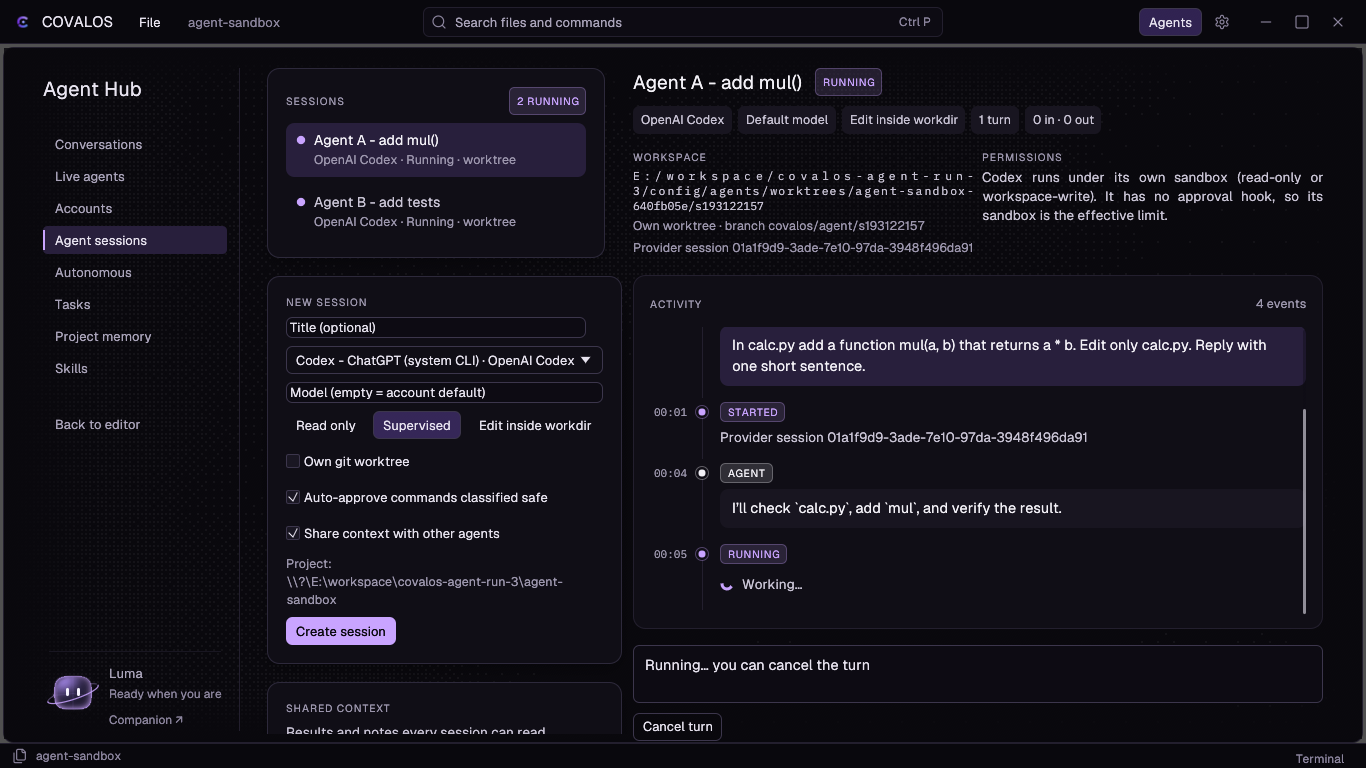 COVALOS File agent-sandbox Search files and commands Ctrl P Agents
Agent Hub
Conversations
Live agents
Accounts
Agent sessions
Autonomous
Tasks
Project memory
Skills
Back to editor
Luma
Ready when you are
Companion ↗
SESSIONS 2 RUNNING
Agent A - add mul()
OpenAI Codex · Running · worktree
Agent B - add tests
OpenAI Codex · Running · worktree
NEW SESSION
Title (optional)
Codex - ChatGPT (system CLI) · OpenAI Codex
Model (empty = account default)
Read only Supervised Edit inside workdir
Own git worktree
Auto-approve commands classified safe
Share context with other agents
Project:
\\?\E:\workspace\covalos-agent-run-3\agent-
sandbox
Create session
SHARED CONTEXT
Results and notes every session can read
Agent A - add mul() RUNNING
OpenAI Codex Default model Edit inside workdir 1 turn 0 in · 0 out
WORKSPACE
E:/workspace/covalos-agent-run-
3/config/agents/worktrees/agent-sandbox-
640fb05e/s193122157
Own worktree · branch covalos/agent/s193122157
Provider session 01a1f9d9-3ade-7e10-97da-3948f496da91
PERMISSIONS
Codex runs under its own sandbox (read-only or
workspace-write). It has no approval hook, so its
sandbox is the effective limit.
ACTIVITY 4 events
In calc.py add a function mul(a, b) that returns a * b. Edit only calc.py. Reply with
one short sentence.
00:01 STARTED
Provider session 01a1f9d9-3ade-7e10-97da-3948f496da91
00:04 AGENT
I'll check `calc.py`, add `mul`, and verify the result.
00:05 RUNNING
Working...
Running... you can cancel the turn
Cancel turn
agent-sandbox Terminal